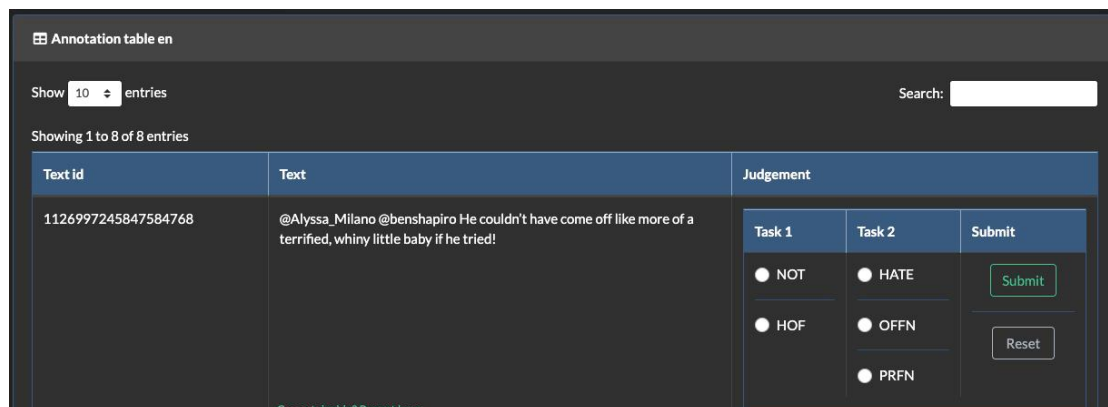 Annotation table en
Show 10 entries
Search:
Showing 1 to 8 of 8 entries
Text id Text Judgement
1126997245847584768
@Alyssa_Milano @benshapiro He couldn't have come off like more of a
terrified, whiny little baby if he tried!
Task 1 Task 2 Submit
NOT HATE Submit
HOF OFFN Reset
PRFN